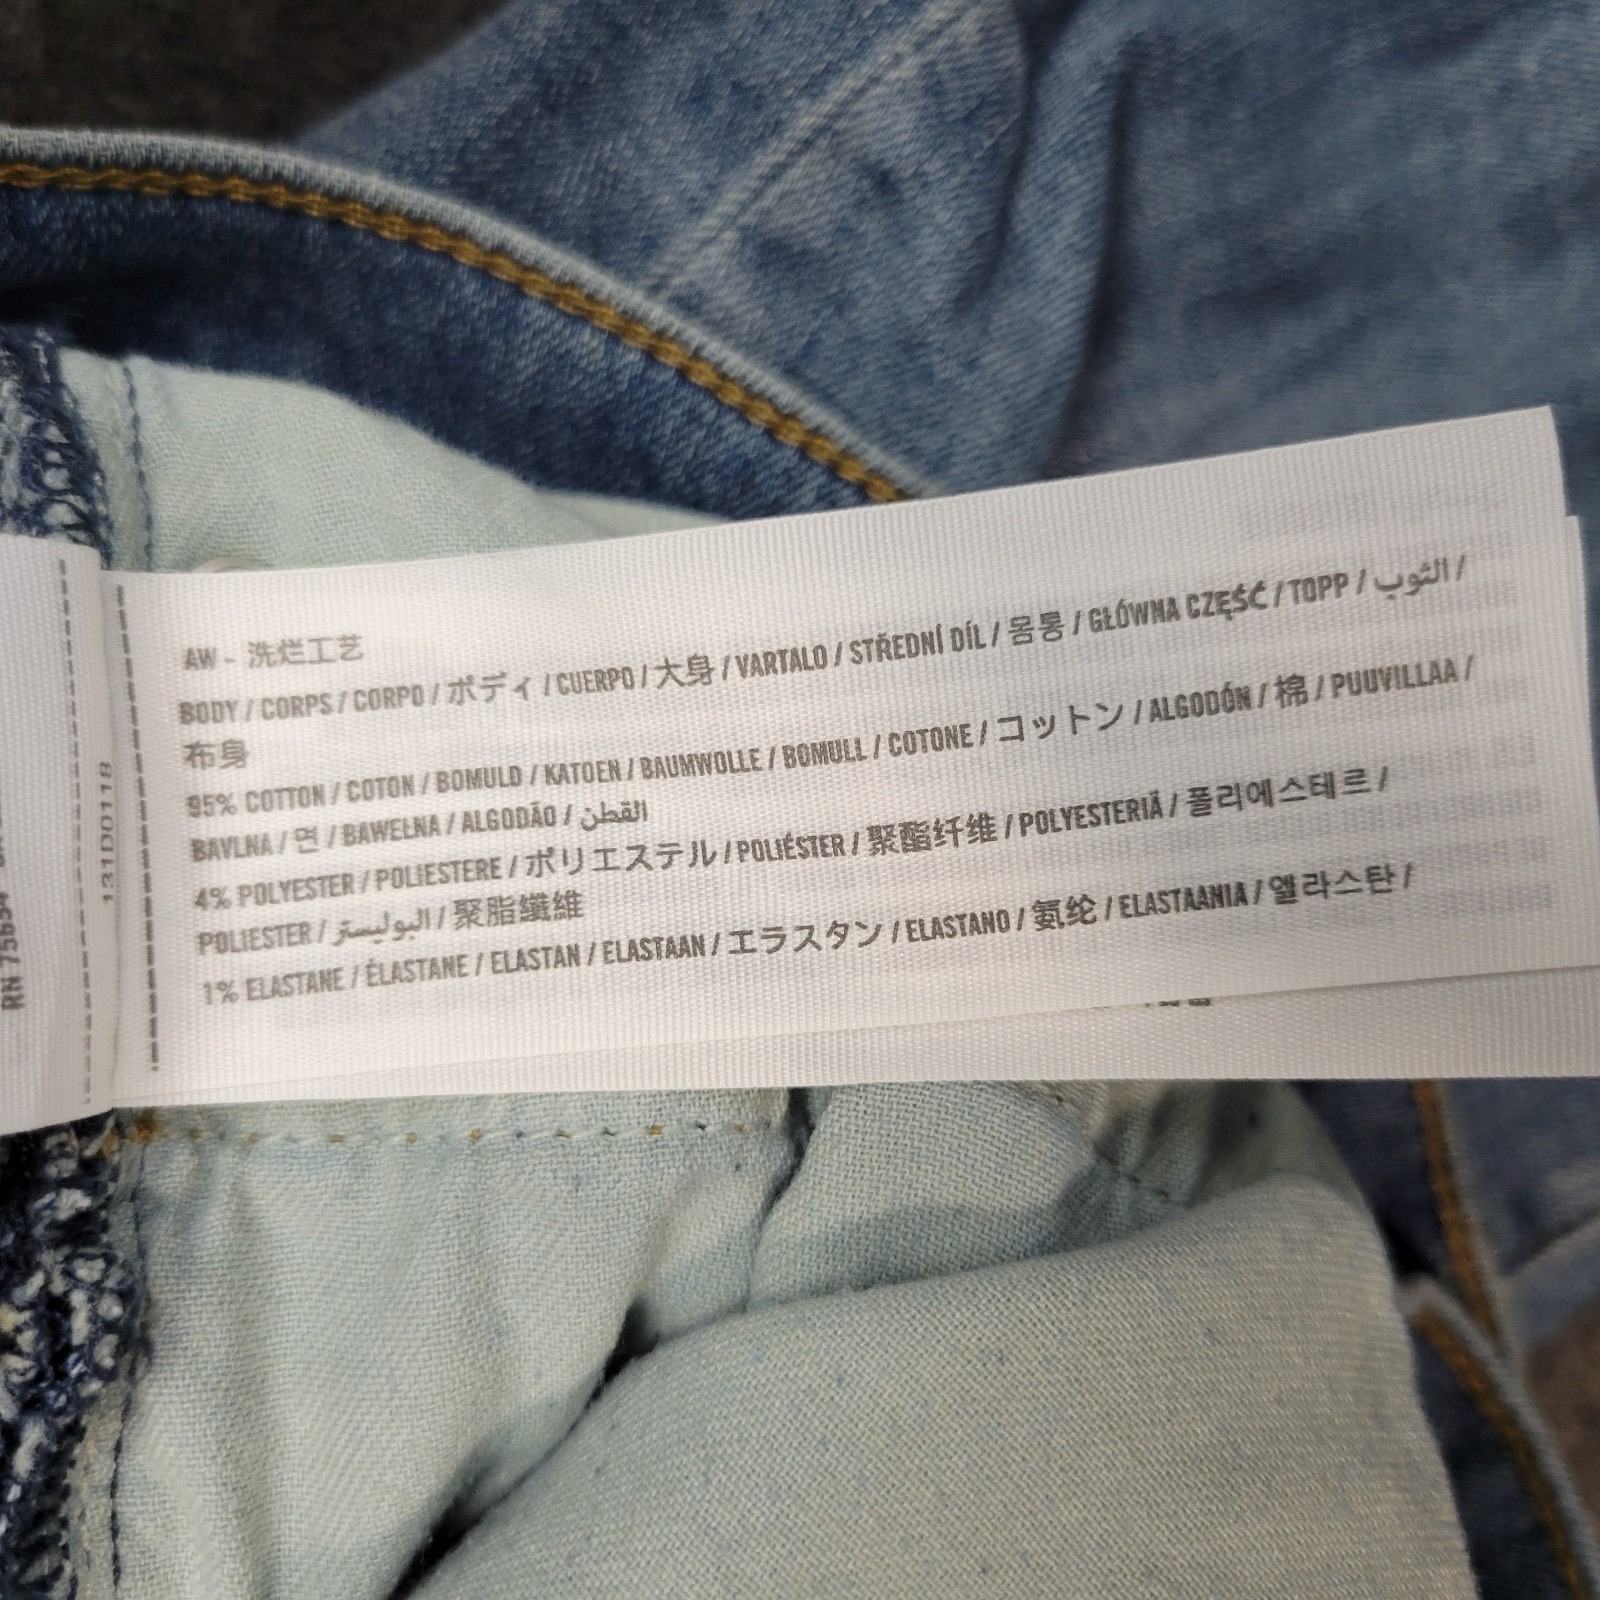 AW - 洗烂工艺
BODY / CORPS / CORPO / ボディ / CUERPO / 大身 / VARTALO / STŘEDNÍ DÍL / 몸통 / GŁÓWNA CZĘŚĆ / TOPP / الثوب /
布身
95% COTTON / COTON / BOMULD / KATOEN / BAUMWOLLE / BOMULL / COTONE / コットン / ALGODÓN / 棉 / PUUVILLAA /
BAVLNA / 면 / BAWEŁNA / ALGODÃO / القطن
4% POLYESTER / POLIESTERE / ポリエステル / POLIÉSTER / 聚酯纤维 / POLYESTERIÄ / 폴리에스테르 /
POLIESTER / البوليستر / 聚脂纖維
1% ELASTANE / ÉLASTANE / ELASTAN / ELASTAAN / エラスタン / ELASTANO / 氨纶 / ELASTAANIA / 엘라스탄 /
131D0118
RN 75654